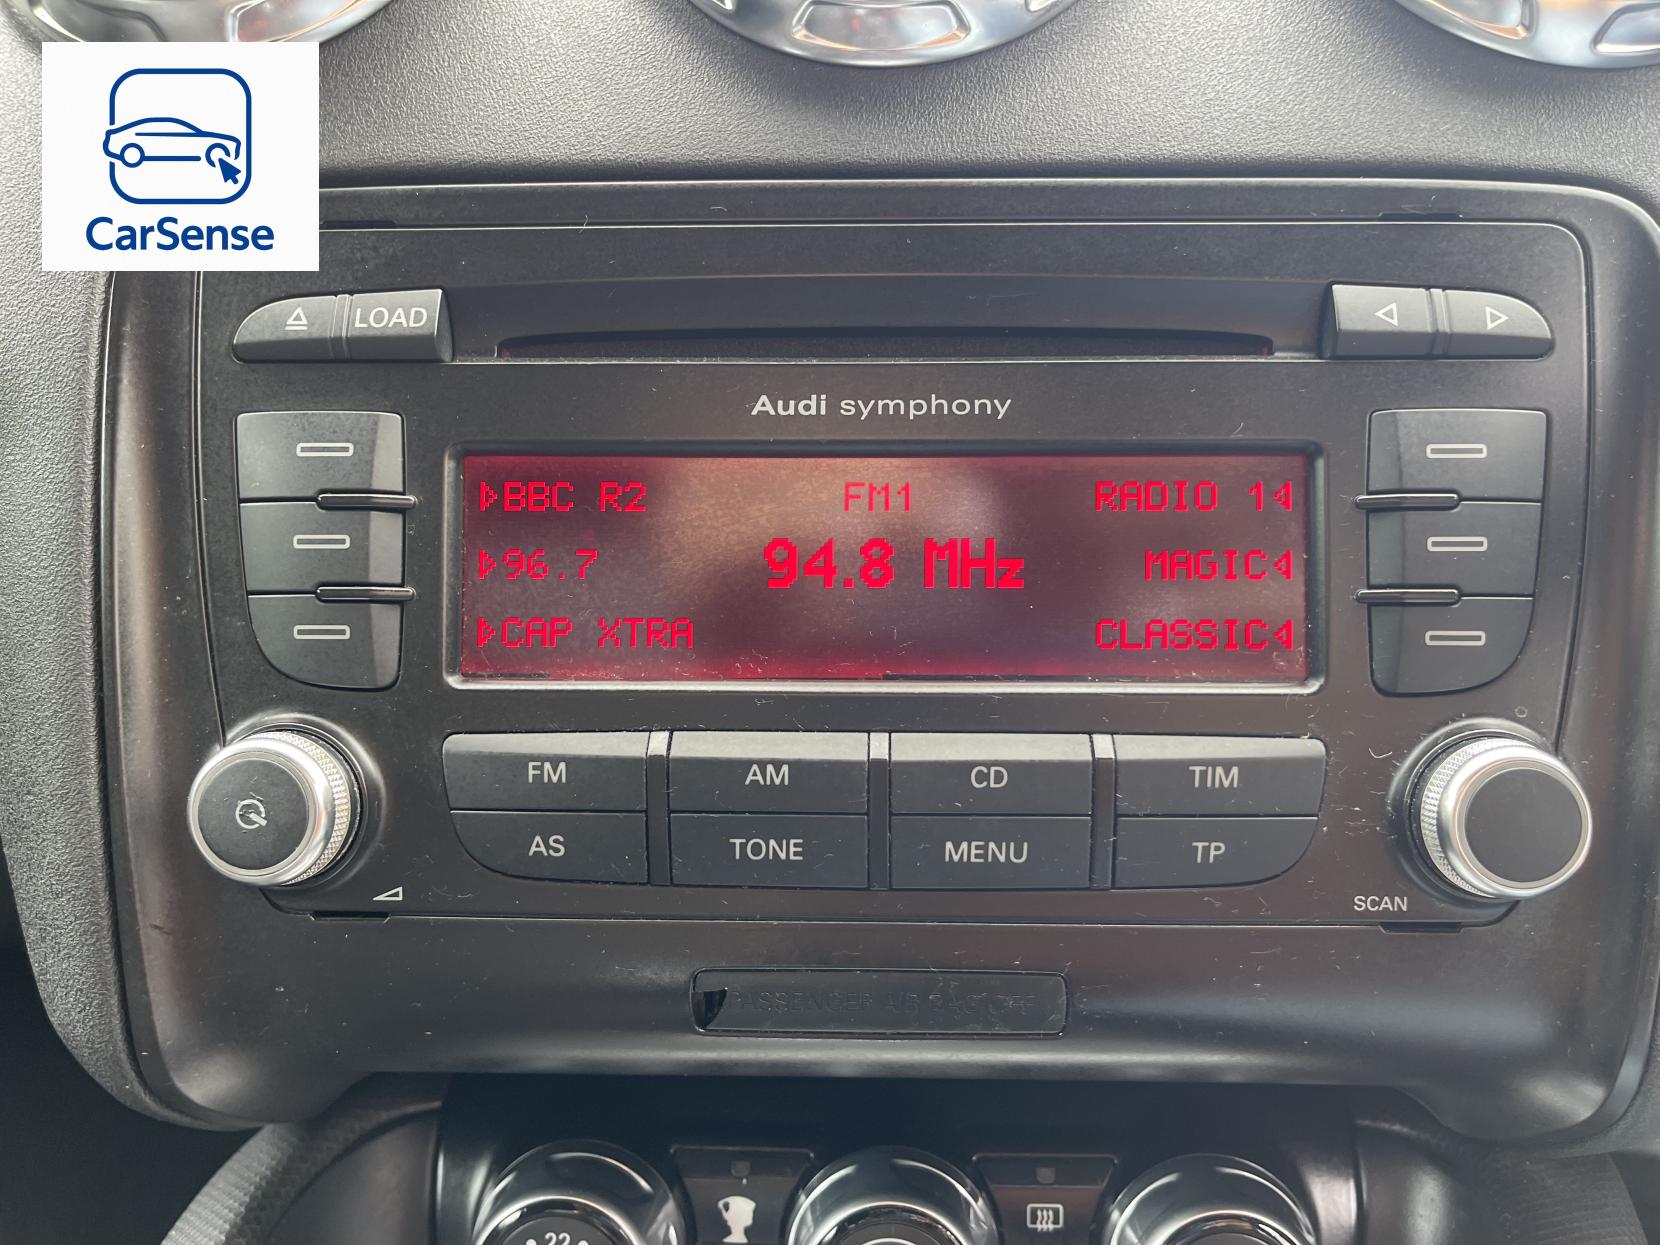 CarSense
LOAD
Audi symphony
BBC R2 FM1 RADIO 1
96.7 94.8 MHz MAGIC
CAP XTRA CLASSIC
FM AM CD TIM
AS TONE MENU TP
SCAN
PASSENGER AIR BAG OFF
22